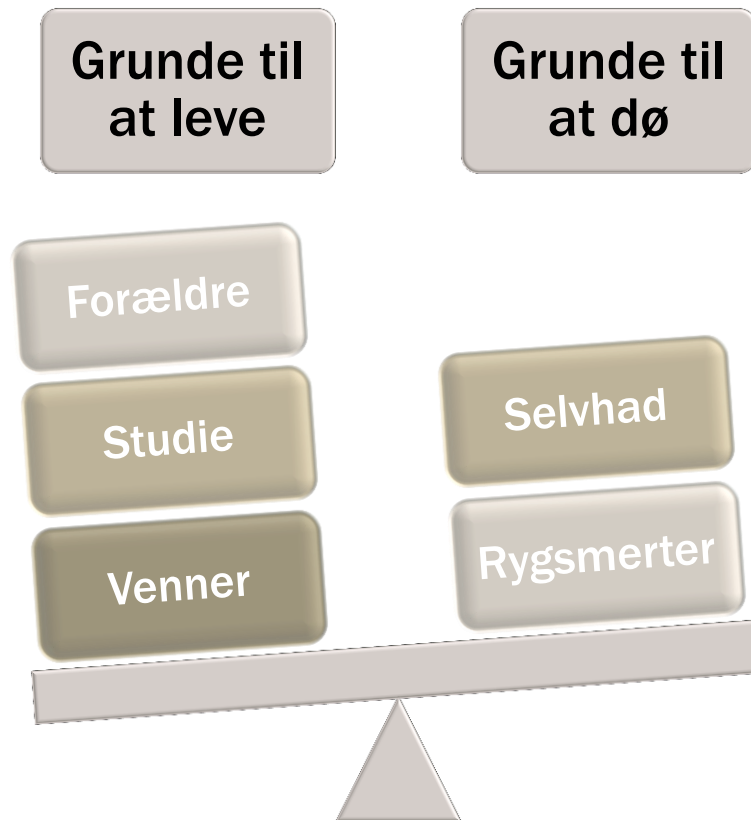 Grunde til
at leve
Grunde til
at dø
Forældre
Studie
Venner
Selvhad
Rygsmerter